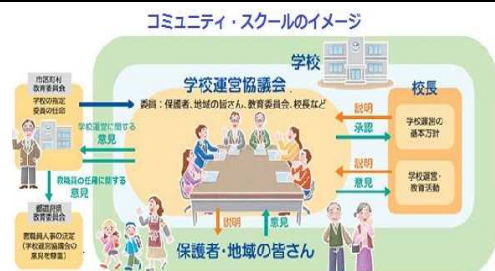 コミュニティ・スクールのイメージ
学校
市区町村
教育委員会
学校の指定
委員の任命
学校運営に関する
意見
教職員の任用に関する
意見
都道府県
教育委員会
教職員人事の決定
(学校運営協議会の
意見を尊重)
学校運営協議会
委員：保護者、地域の皆さん、教育委員会、校長など
説明
承認
説明
意見
校長
学校運営の
基本方針
学校運営・
教育活動
説明
意見
保護者・地域の皆さん